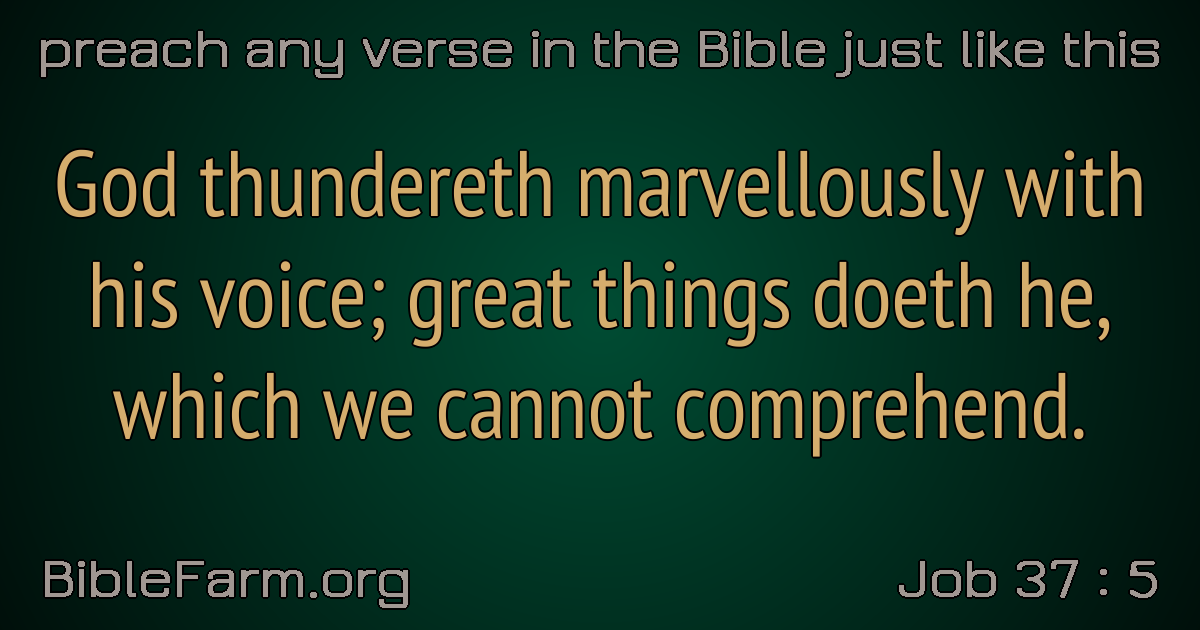 preach any verse in the Bible just like this
God thundereth marvellously with
his voice; great things doeth he,
which we cannot comprehend.
BibleFarm.org
Job 37 : 5